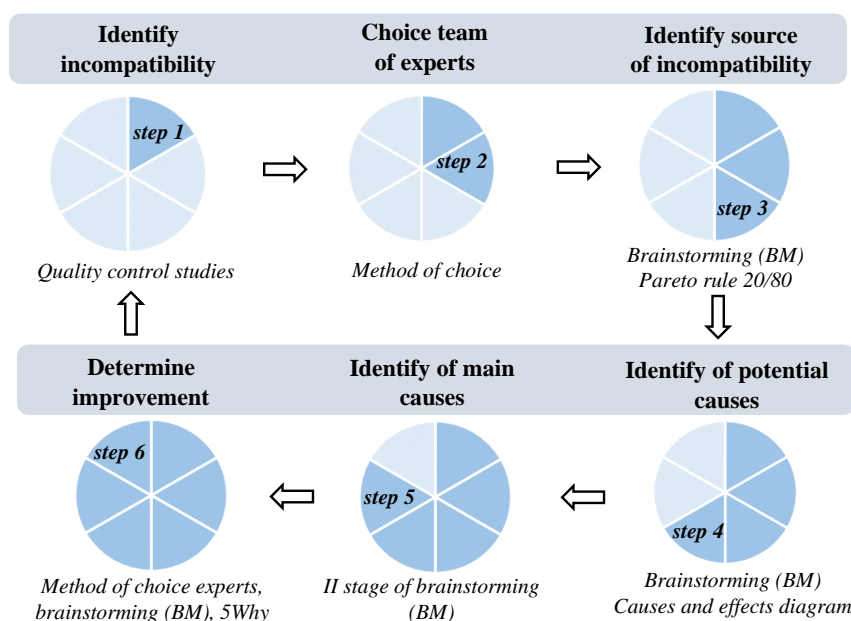 Identify
incompatibility
Choice team
of experts
Identify source
of incompatibility
step 1
step 2
step 3
Quality control studies
Method of choice
Brainstorming (BM)
Pareto rule 20/80
Determine
improvement
Identify of main
causes
Identify of potential
causes
step 6
step 5
step 4
Method of choice experts,
brainstorming (BM), 5Why
II stage of brainstorming
(BM)
Brainstorming (BM)
Causes and effects diagram